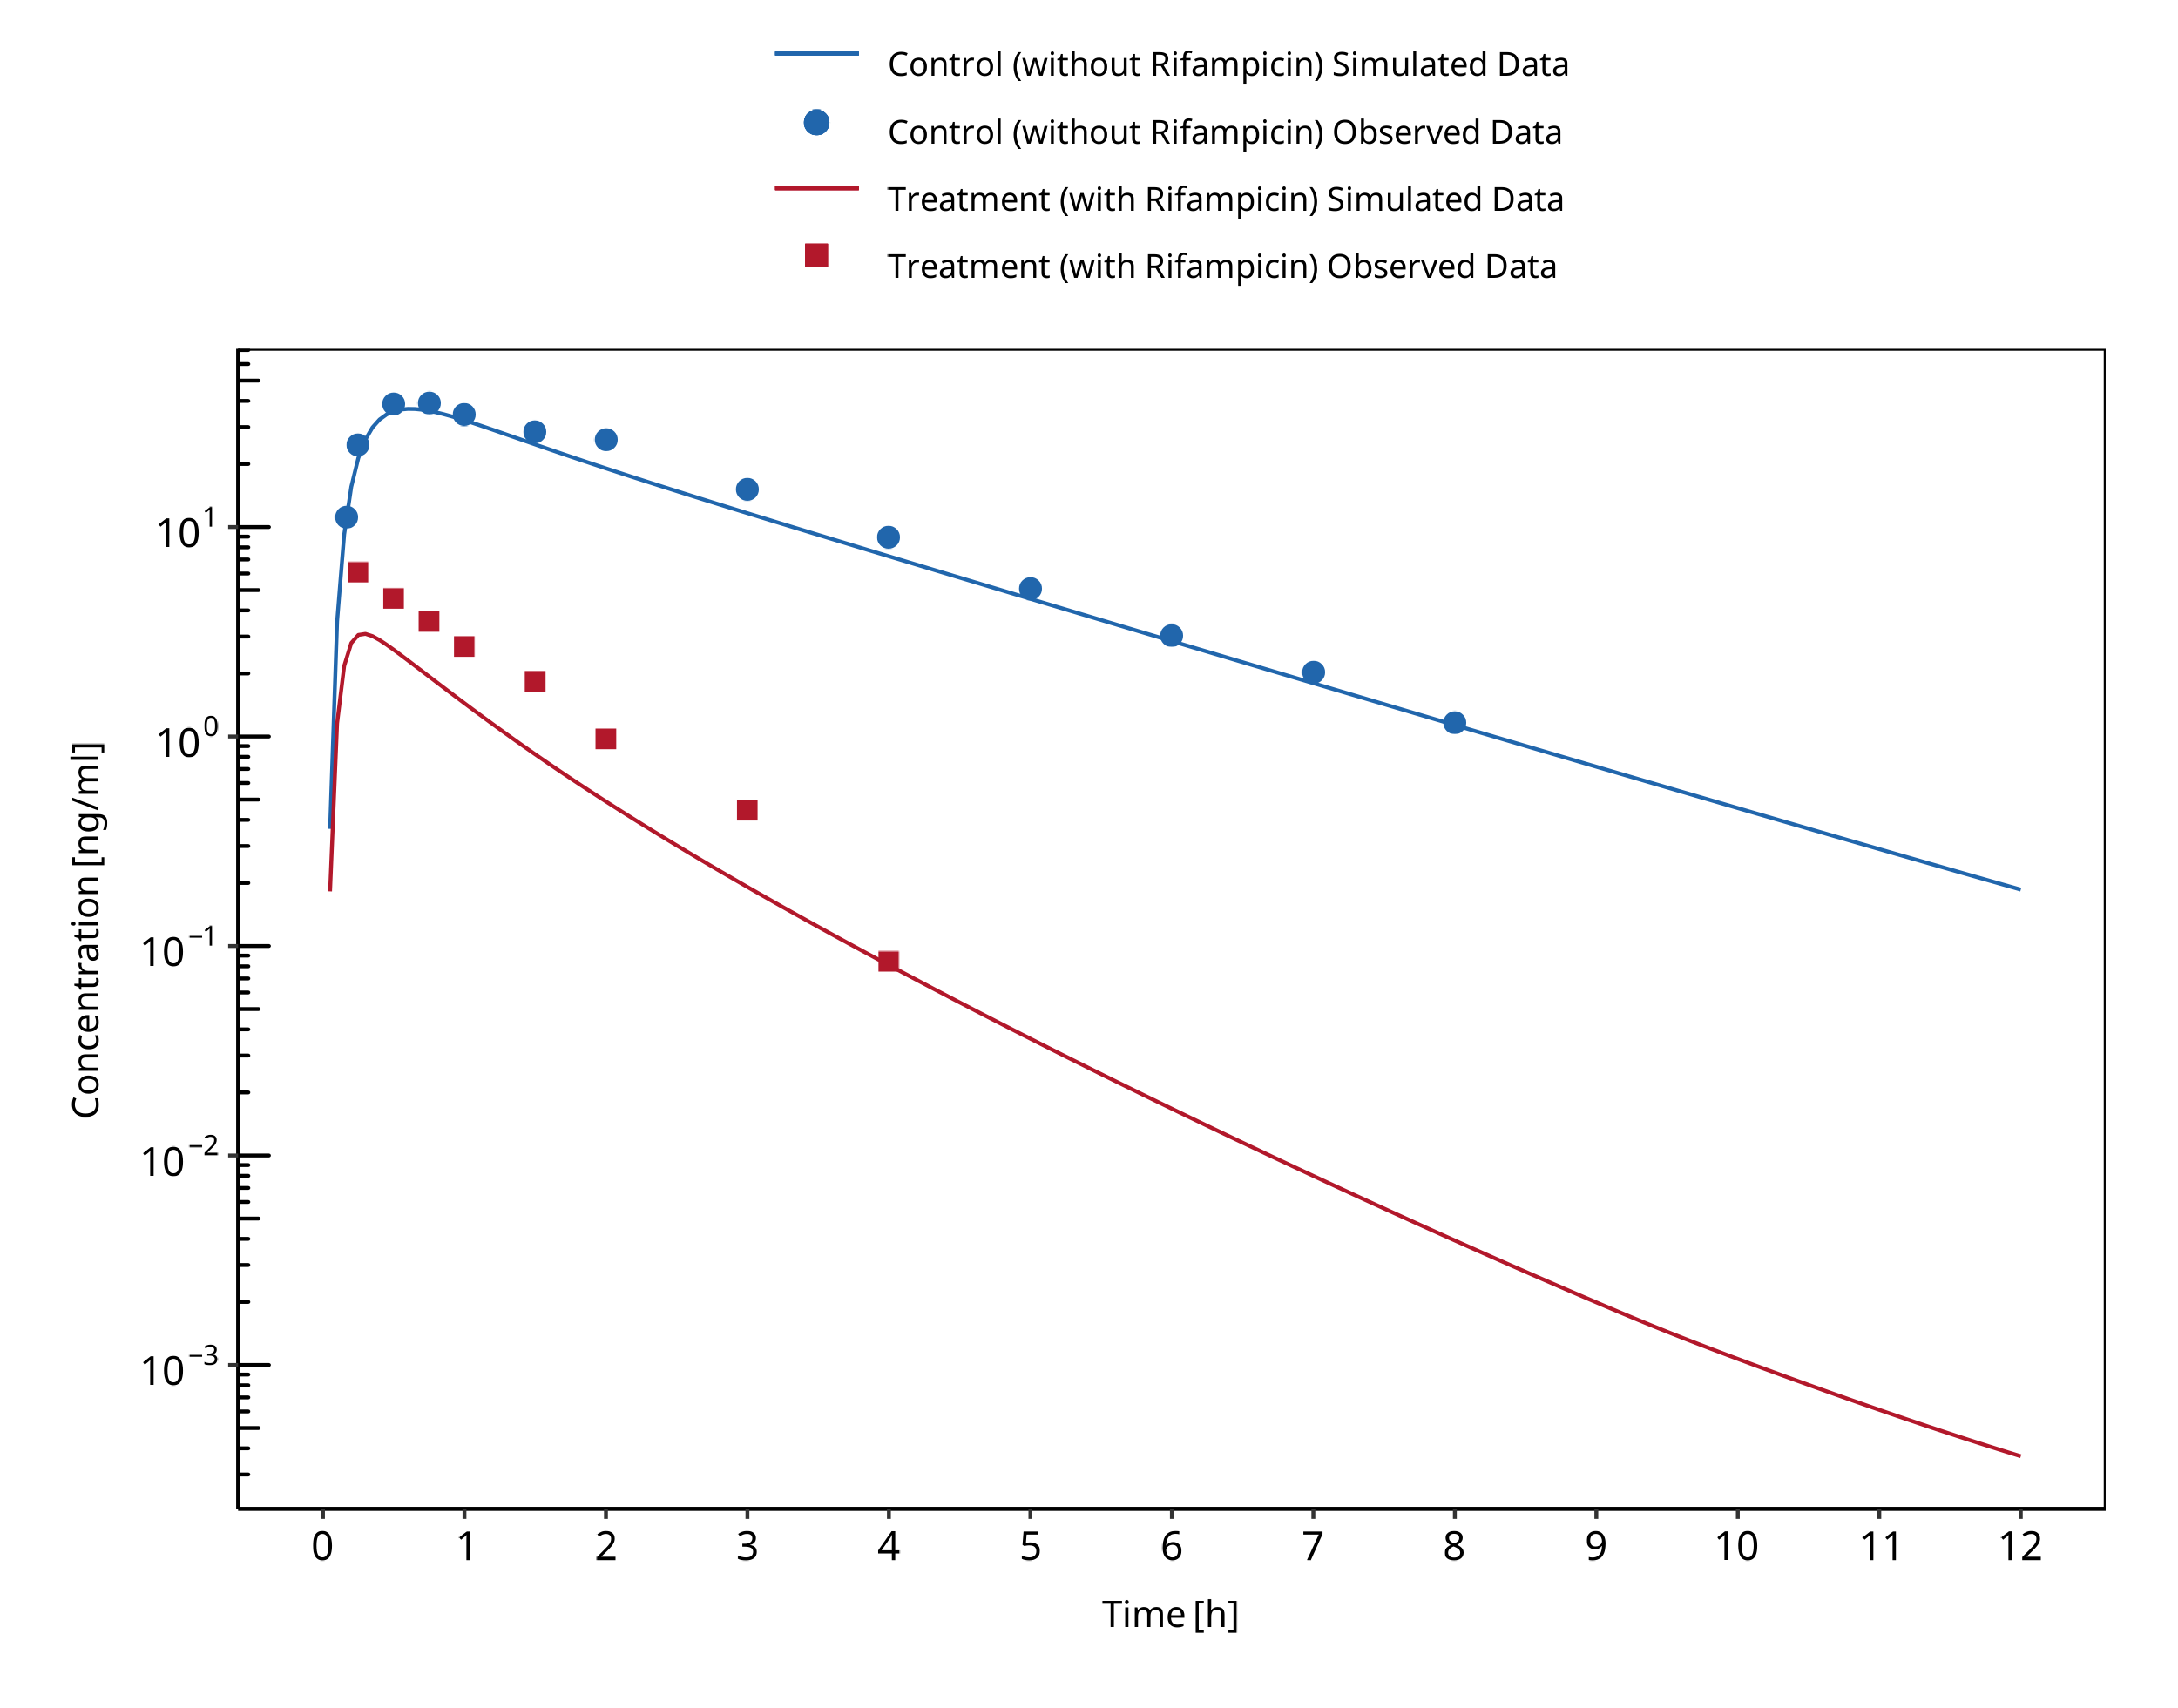 Control (without Rifampicin) Simulated Data
Control (without Rifampicin) Observed Data
Treatment (with Rifampicin) Simulated Data
Treatment (with Rifampicin) Observed Data
10^1
10^0
10^−1
10^−2
10^−3
Concentration [ng/ml]
0 1 2 3 4 5 6 7 8 9 10 11 12
Time [h]